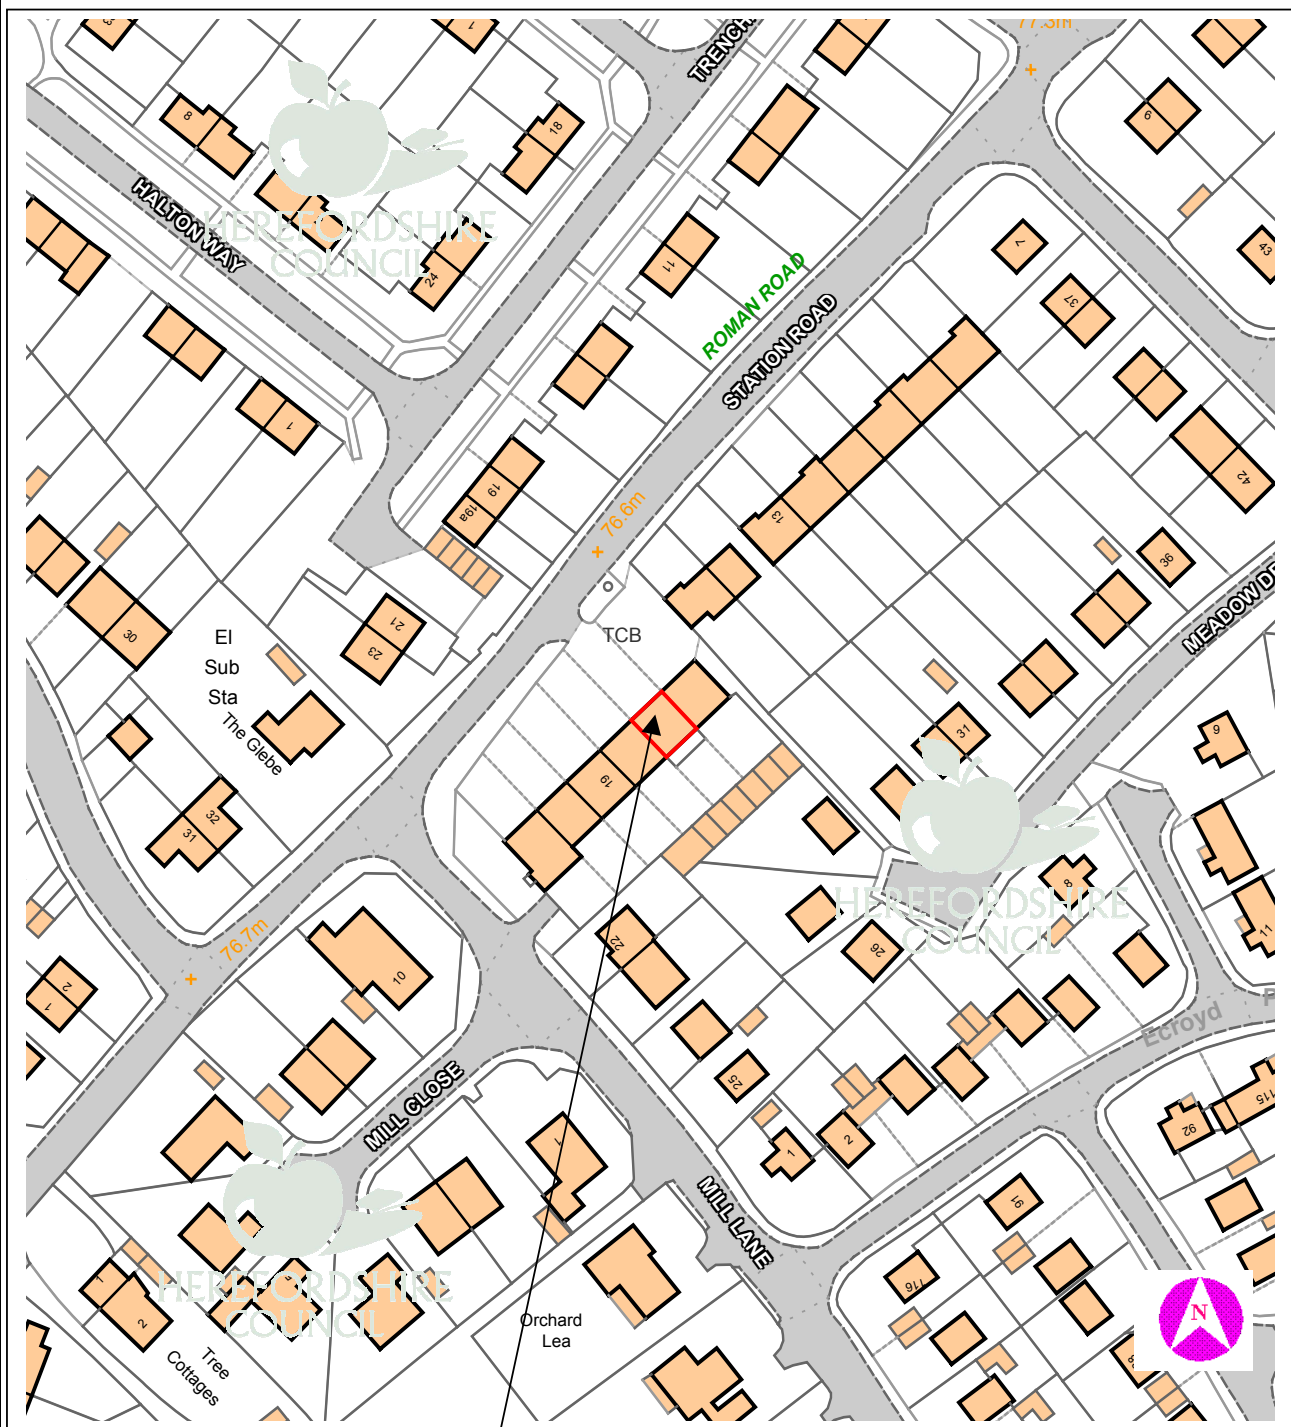 77.3m
TRENCH
1
8
18
6
HALTON WAY
HEREFORDSHIRE
COUNCIL
24
11
7
43
ROMAN ROAD
STATION ROAD
37
1
19
19a
76.6m
13
42
36
MEADOW DR
30
El
Sub
Sta
21
23
TCB
The Glebe
31
9
19
32
31
8
HEREFORDSHIRE
COUNCIL
11
22
26
76.7m
10
2
1
Ecroyd
25
MILL CLOSE
115
92
1
2
1
MILL LANE
91
116
HEREFORDSHIRE
COUNCIL
1
2
Tree
Cottages
Orchard
Lea
N